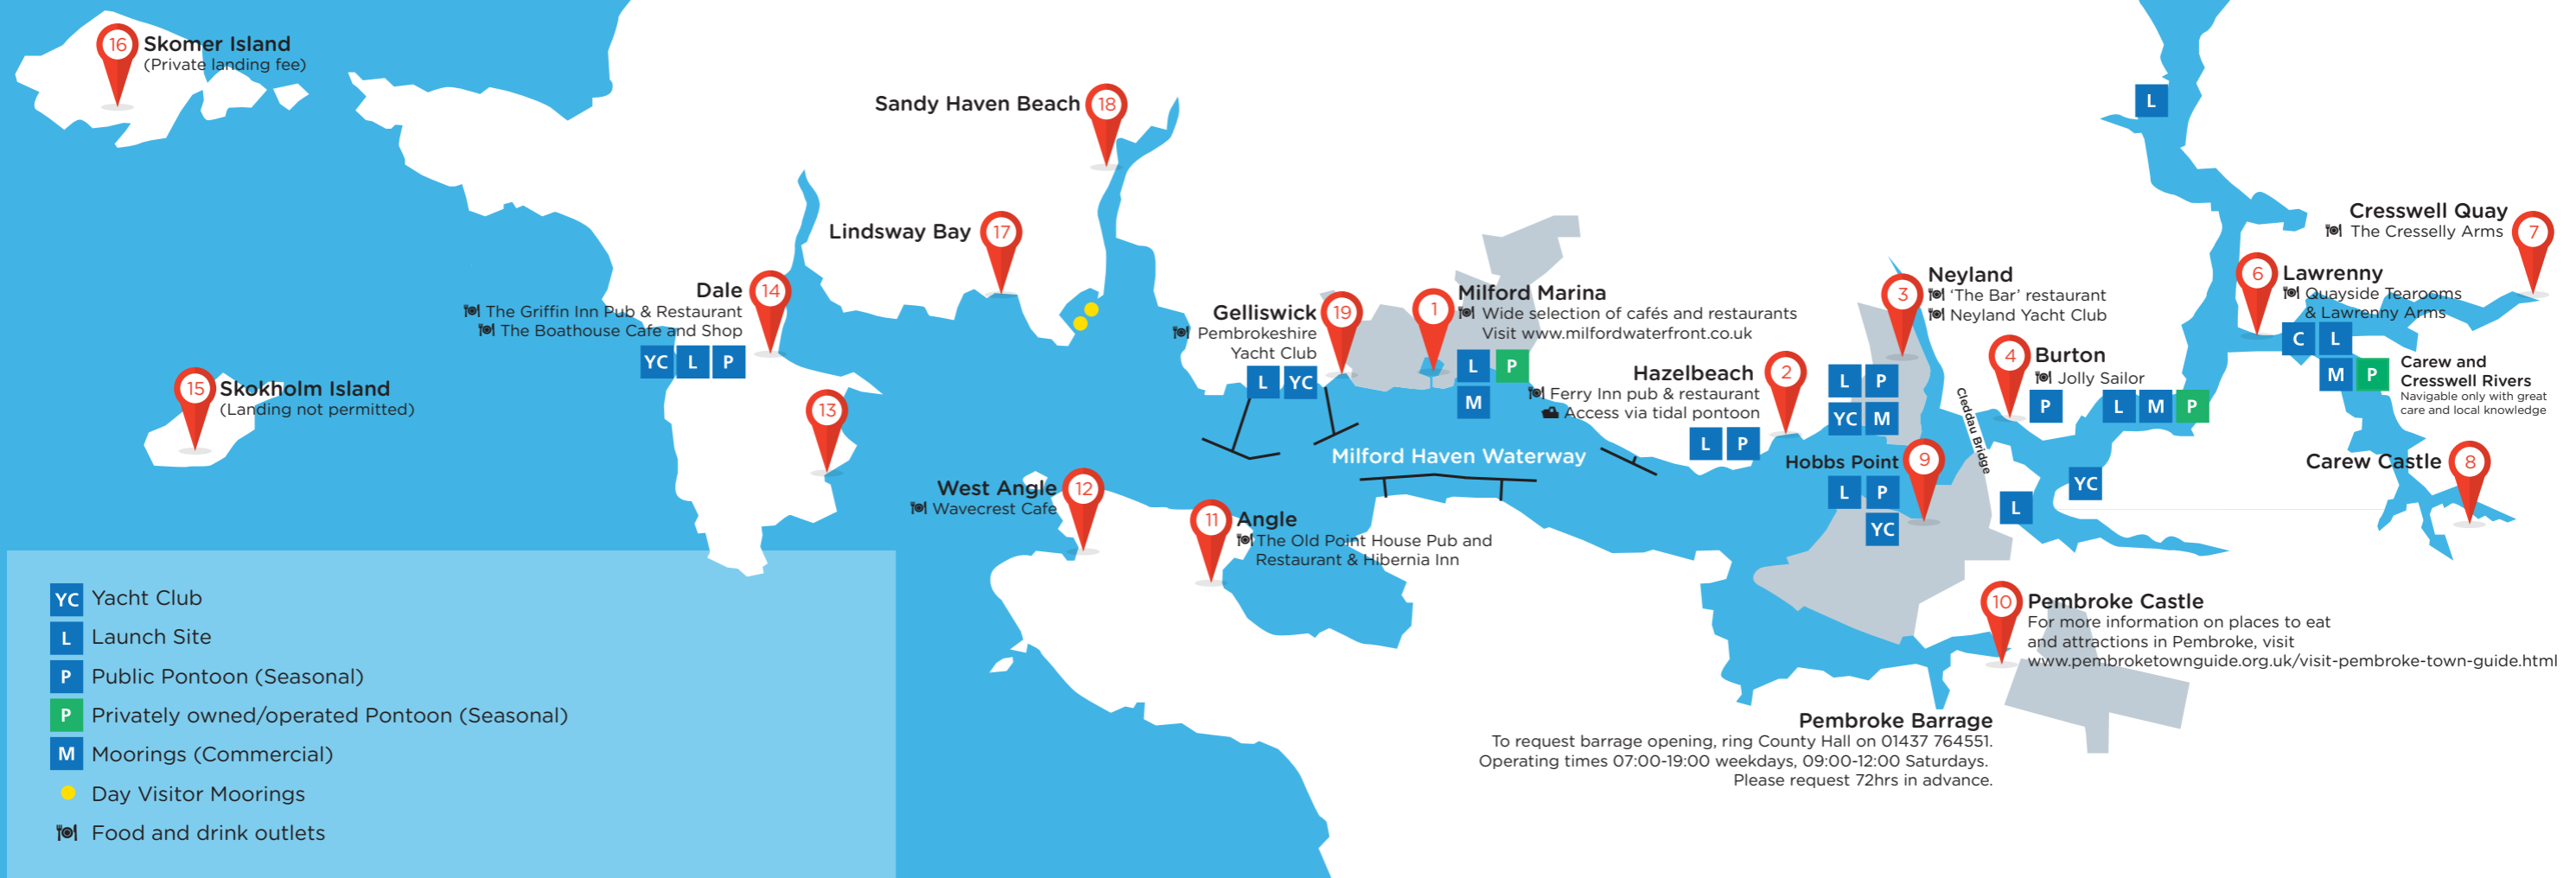 16
Skomer Island
(Private landing fee)
15
Skokholm Island
(Landing not permitted)
14
Dale
The Griffin Inn Pub & Restaurant
The Boathouse Cafe and Shop
YC L P
13
Sandy Haven Beach
18
Lindsway Bay
17
West Angle
12
Wavecrest Cafe
11
Angle
The Old Point House Pub and
Restaurant & Hibernia Inn
Gelliswick
19
Pembrokeshire
Yacht Club
L YC
1
Milford Marina
Wide selection of cafés and restaurants
Visit www.milfordwaterfront.co.uk
L P
M
Hazelbeach
2
Ferry Inn pub & restaurant
Access via tidal pontoon
L P
Milford Haven Waterway
3
Neyland
‘The Bar’ restaurant
Neyland Yacht Club
L P
YC M
Hobbs Point
9
L P
YC
Cleddau Bridge
4
Burton
Jolly Sailor
P
L M P
L
YC
L
6
Lawrenny
Quayside Tearooms
& Lawrenny Arms
C L
M P
Cresswell Quay
7
The Cresselly Arms
Carew and
Cresswell Rivers
Navigable only with great
care and local knowledge
Carew Castle
8
10
Pembroke Castle
For more information on places to eat
and attractions in Pembroke, visit
www.pembroketownguide.org.uk/visit-pembroke-town-guide.html
Pembroke Barrage
To request barrage opening, ring County Hall on 01437 764551.
Operating times 07:00-19:00 weekdays, 09:00-12:00 Saturdays.
Please request 72hrs in advance.
YC Yacht Club
L Launch Site
P Public Pontoon (Seasonal)
P Privately owned/operated Pontoon (Seasonal)
M Moorings (Commercial)
Day Visitor Moorings
Food and drink outlets